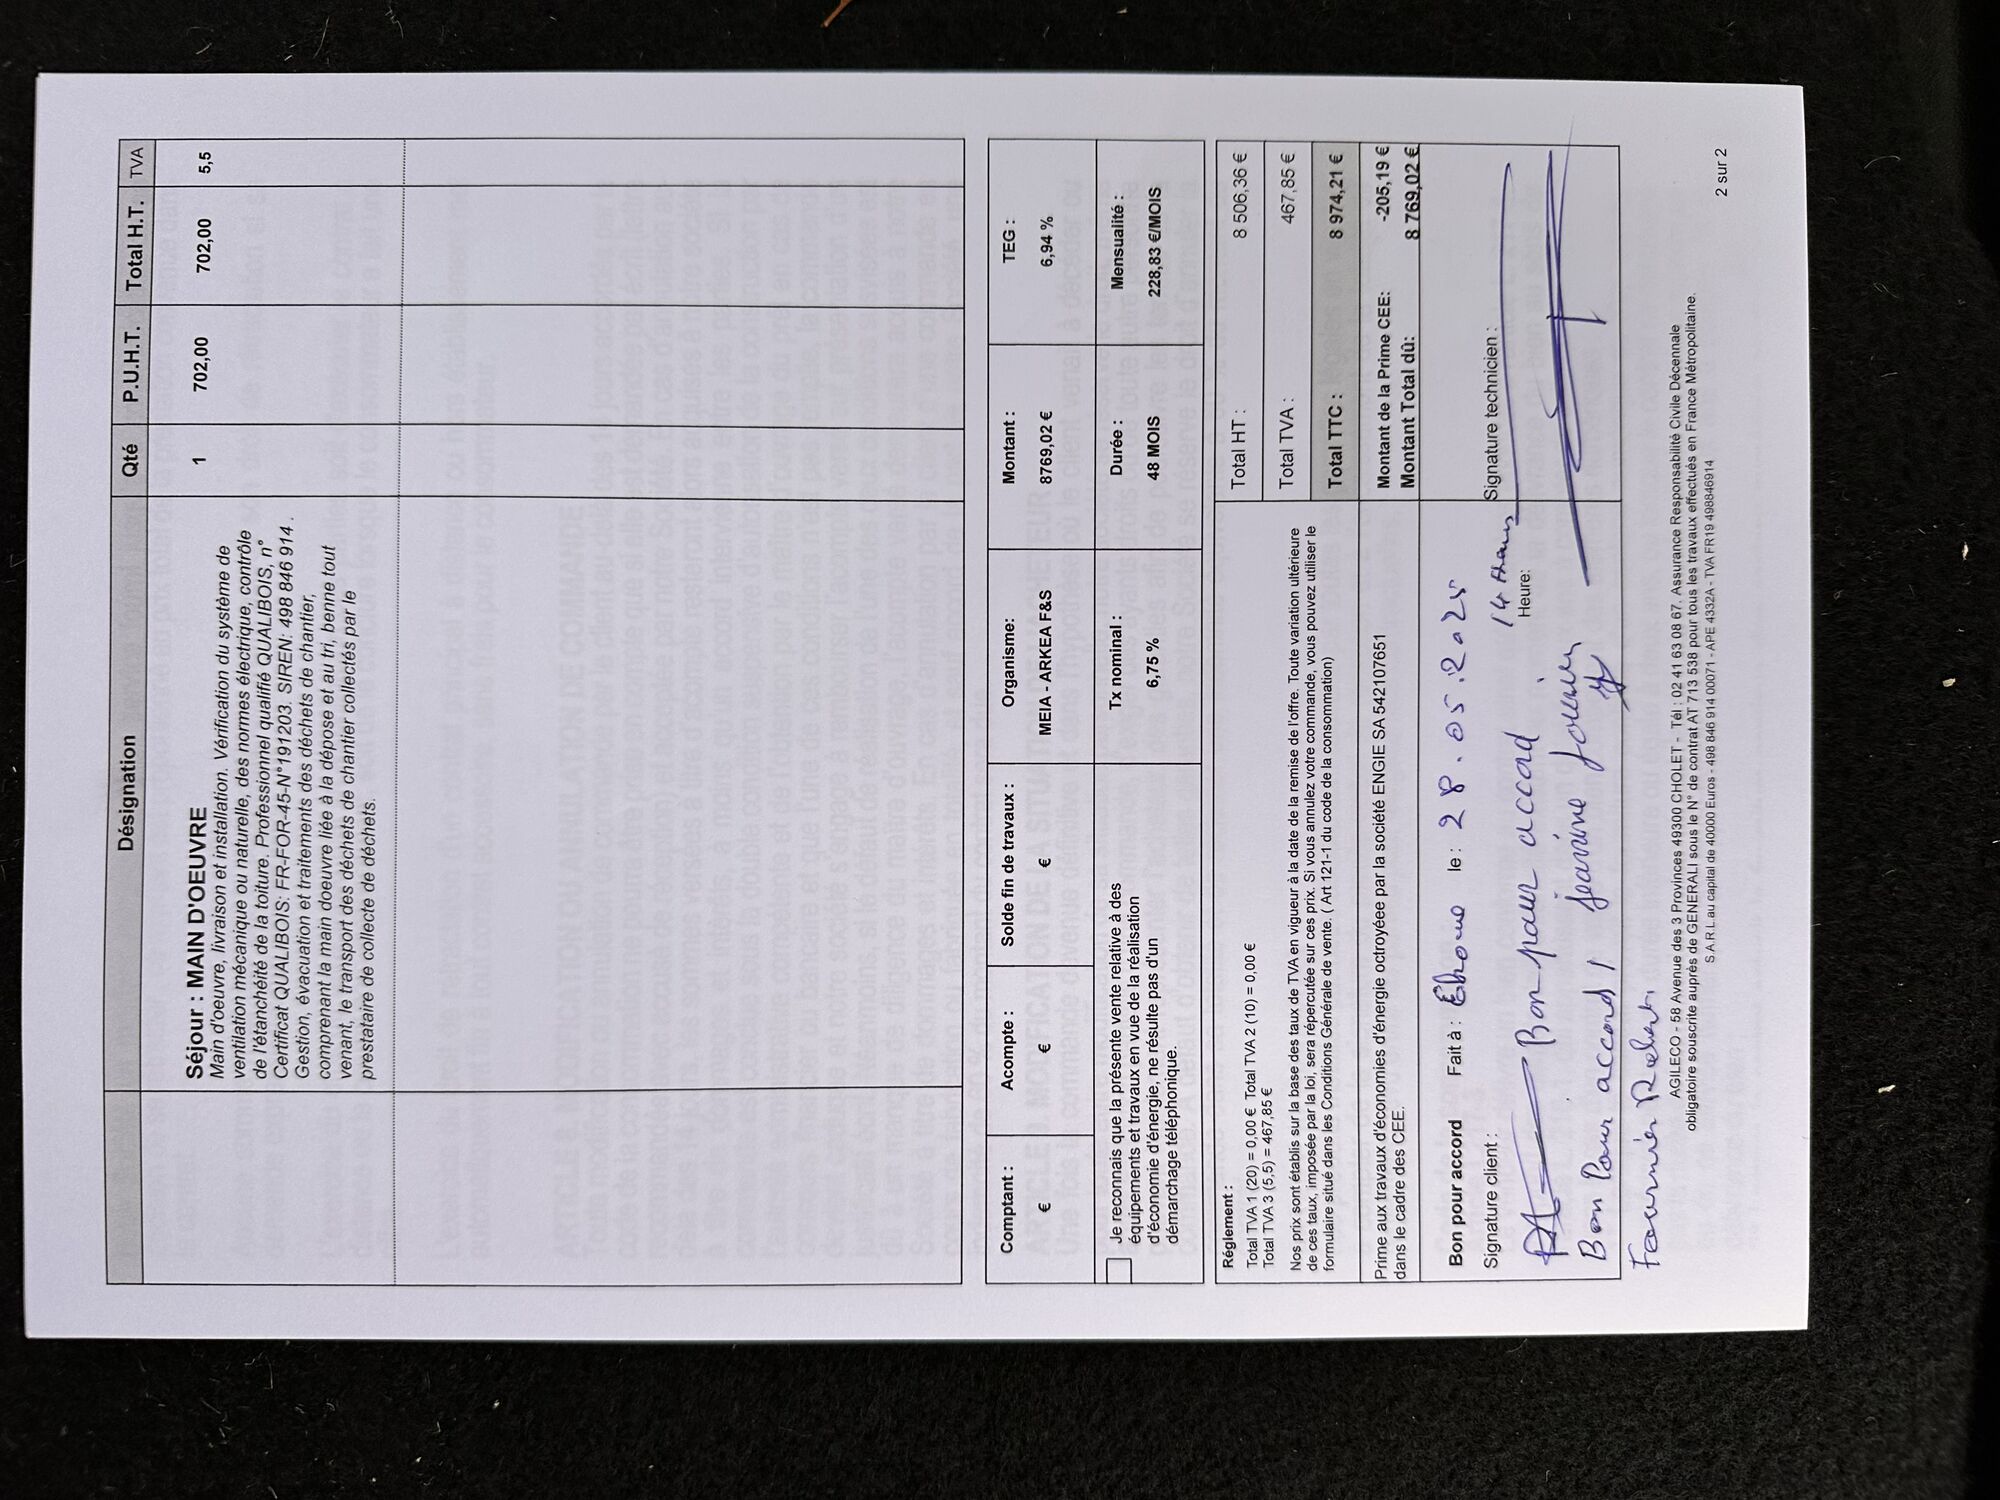 Désignation Qté P.U.H.T. Total H.T. TVA
Séjour : MAIN D'OEUVRE 1 702,00 702,00 5,5
Main d'oeuvre, livraison et installation. Vérification du système de
ventilation mécanique ou naturelle, des normes électrique, contrôle
de l'étanchéité de la toiture. Professionnel qualifié QUALIBOIS, n°
Certificat QUALIBOIS: FR-FOR-45-N°191203. SIREN: 498 846 914 .
Gestion, évacuation et traitements des déchets de chantier,
comprenant la main doeuvre liée à la dépose et au tri, benne tout
venant, le transport des déchets de chantier collectés par le
prestataire de collecte de déchets.
Comptant : Acompte : Solde fin de travaux : Organisme: Montant : TEG :
€ € € MEIA - ARKEA F&S 8769,02 € 6,94 %
Je reconnais que la présente vente relative à des
équipements et travaux en vue de la réalisation
d'économie d'énergie, ne résulte pas d'un
démarchage téléphonique.
Tx nominal : Durée : Mensualité :
6,75 % 48 MOIS 228,83 €/MOIS
Réglement :
Total TVA 1 (20) = 0,00 € Total TVA 2 (10) = 0,00 €
Total TVA 3 (5,5) = 467,85 €
Nos prix sont établis sur la base des taux de TVA en vigueur à la date de la remise de l'offre. Toute variation ultérieure
de ces taux, imposée par la loi, sera répercutée sur ces prix. Si vous annulez votre commande, vous pouvez utiliser le
formulaire situé dans les Conditions Générale de vente. ( Art 121-1 du code de la consommation)
Total HT : 8 506,36 €
Total TVA : 467,85 €
Total TTC : 8 974,21 €
Prime aux travaux d'économies d'énergie octroyée par la société ENGIE SA 542107651
dans le cadre des CEE.
Montant de la Prime CEE: -205,19 €
Montant Total dû: 8 769,02 €
Bon pour accord Fait à : le : 28.05.2025
Signature client : Heure: 14 Signature technicien :
Bon pour accord
Bon Pour accord jeanine fournier
Fournier Robert
AGILECO - 58 Avenue des 3 Provinces 49300 CHOLET - Tél : 02 41 63 08 67. Assurance Responsabilité Civile Décennale
obligatoire souscrite auprès de GENERALI sous le N° de contrat AT 713 538 pour tous les travaux effectués en France Métropolitaine.
S.A.R.L au capital de 40000 Euros - 498 846 914 00071 - APE 4332A - TVA FR19 498846914
2 sur 2